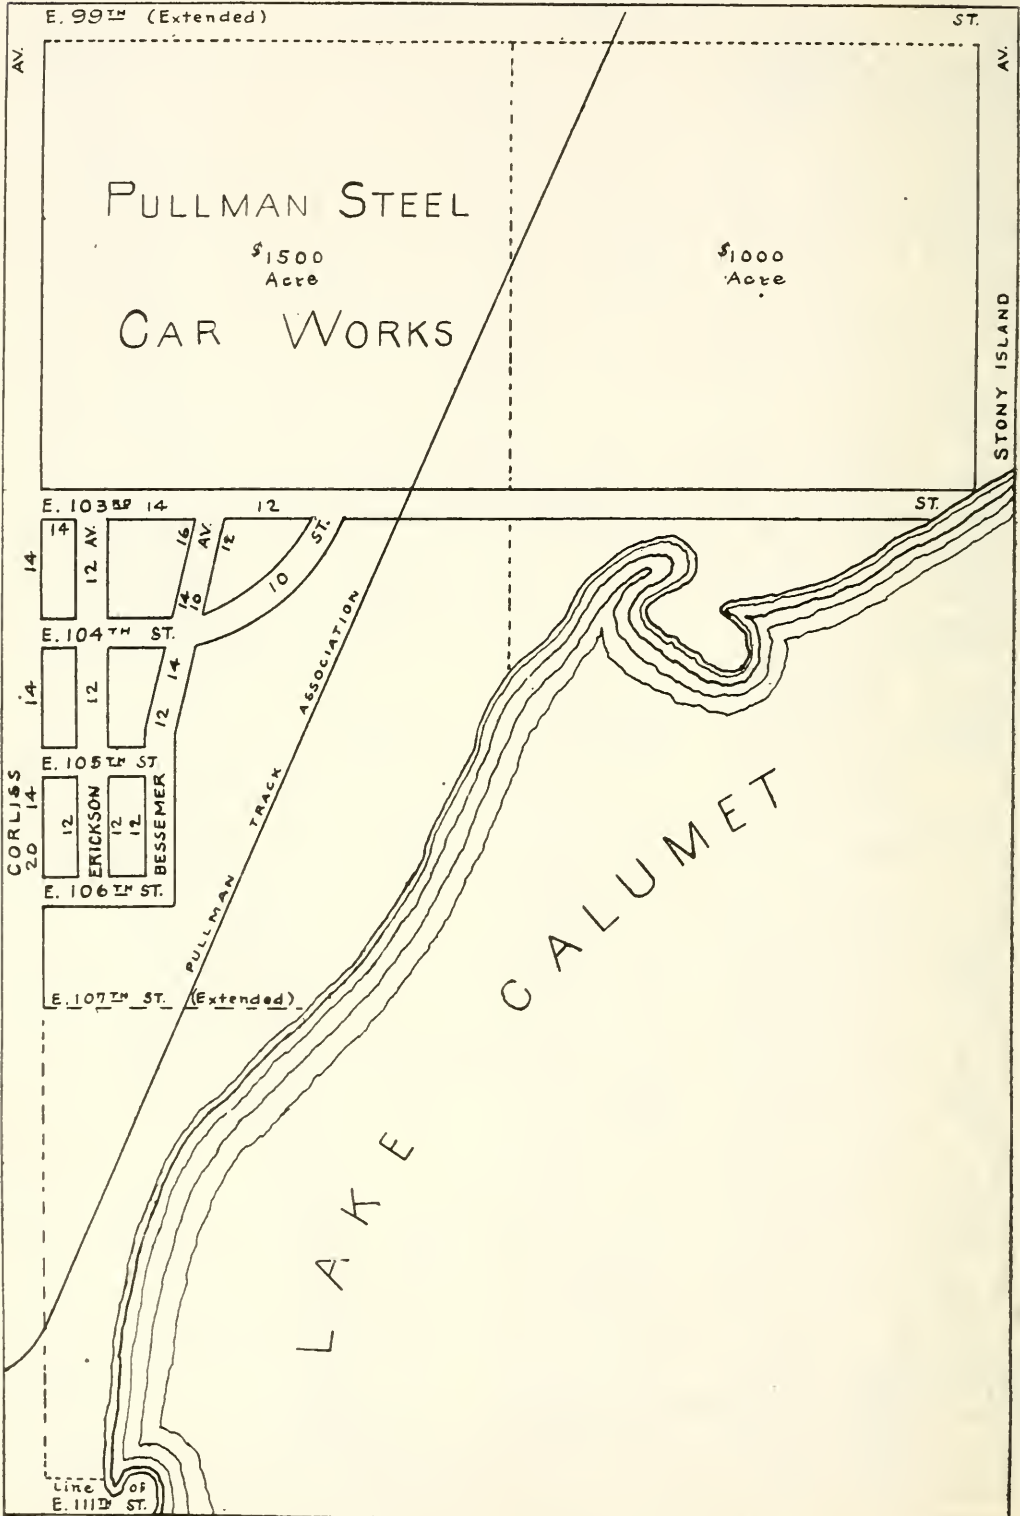 E. 99TH (Extended) ST.
AV.
AV.
PULLMAN STEEL
$1500
Acre
CAR WORKS
$1000
Acre
STONY ISLAND
E. 103RD 14 12 ST.
14
14
12 AV.
16
AV.
12
ST.
10
14
10
E. 104TH ST.
14
12
14
12
E. 105TH ST
CORLISS
14
20
12
ERICKSON
12
12
BESSEMER
E. 106TH ST.
PULLMAN TRACK ASSOCIATION
E. 107TH ST. (Extended)
LAKE CALUMET
Line of
E. 111TH ST.